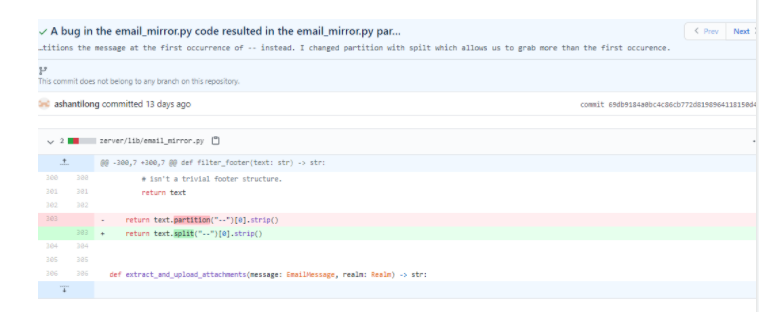 ✓ A bug in the email_mirror.py code resulted in the email_mirror.py par...
< Prev Next
…titions the message at the first occurrence of -- instead. I changed partition with spilt which allows us to grab more than the first occurence.
This commit does not belong to any branch on this repository.
ashantilong committed 13 days ago
commit
2 zerver/lib/email_mirror.py
@@ -300,7 +300,7 @@ def filter_footer(text: str) -> str:
300 300 # isn't a trivial footer structure.
301 301 return text
302 302
303 - return text.partition("--")[0].strip()
303 + return text.split("--")[0].strip()
304 304
305 305
306 306 def extract_and_upload_attachments(message: EmailMessage, realm: Realm) -> str: